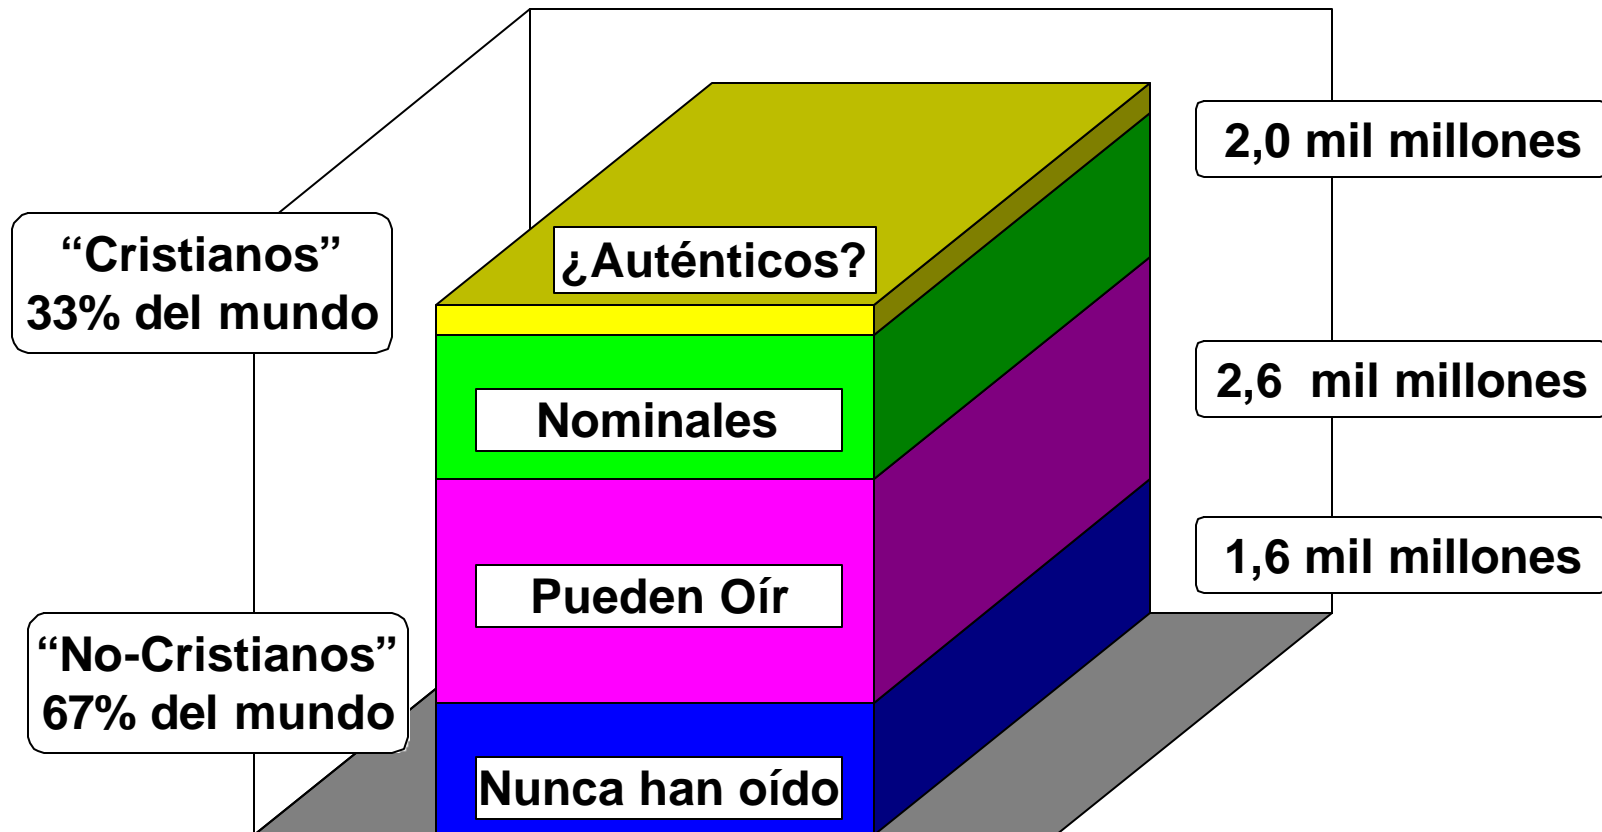 2,0 mil millones
“Cristianos”
33% del mundo
¿Auténticos?
Nominales
2,6 mil millones
Pueden Oír
1,6 mil millones
“No-Cristianos”
67% del mundo
Nunca han oído